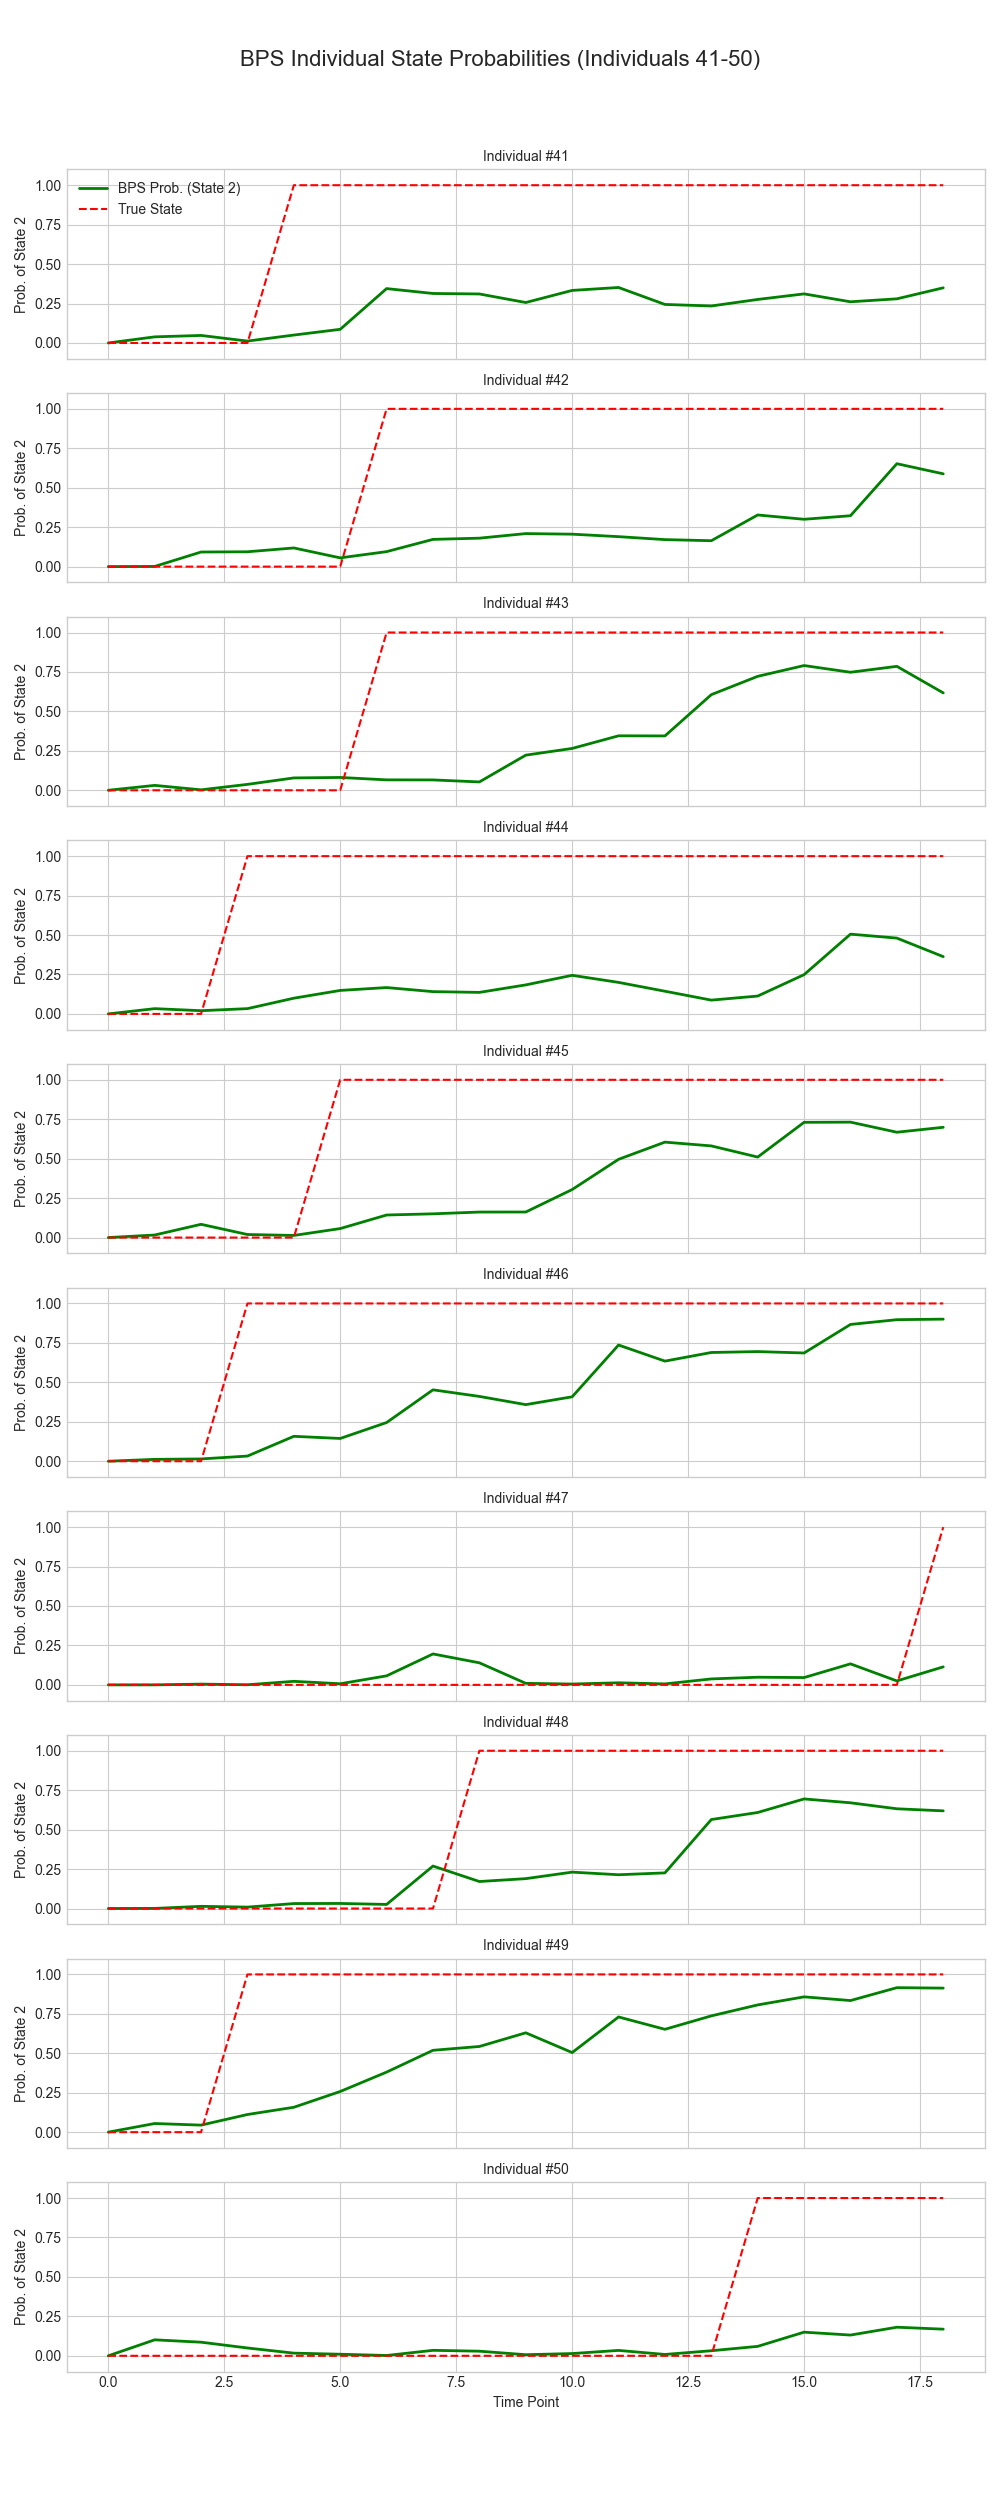 BPS Individual State Probabilities (Individuals 41-50)
Individual #41
BPS Prob. (State 2)
True State
1.00
0.75
0.50
0.25
0.00
Prob. of State 2
Individual #42
1.00
0.75
0.50
0.25
0.00
Prob. of State 2
Individual #43
1.00
0.75
0.50
0.25
0.00
Prob. of State 2
Individual #44
1.00
0.75
0.50
0.25
0.00
Prob. of State 2
Individual #45
1.00
0.75
0.50
0.25
0.00
Prob. of State 2
Individual #46
1.00
0.75
0.50
0.25
0.00
Prob. of State 2
Individual #47
1.00
0.75
0.50
0.25
0.00
Prob. of State 2
Individual #48
1.00
0.75
0.50
0.25
0.00
Prob. of State 2
Individual #49
1.00
0.75
0.50
0.25
0.00
Prob. of State 2
Individual #50
1.00
0.75
0.50
0.25
0.00
Prob. of State 2
0.0 2.5 5.0 7.5 10.0 12.5 15.0 17.5
Time Point